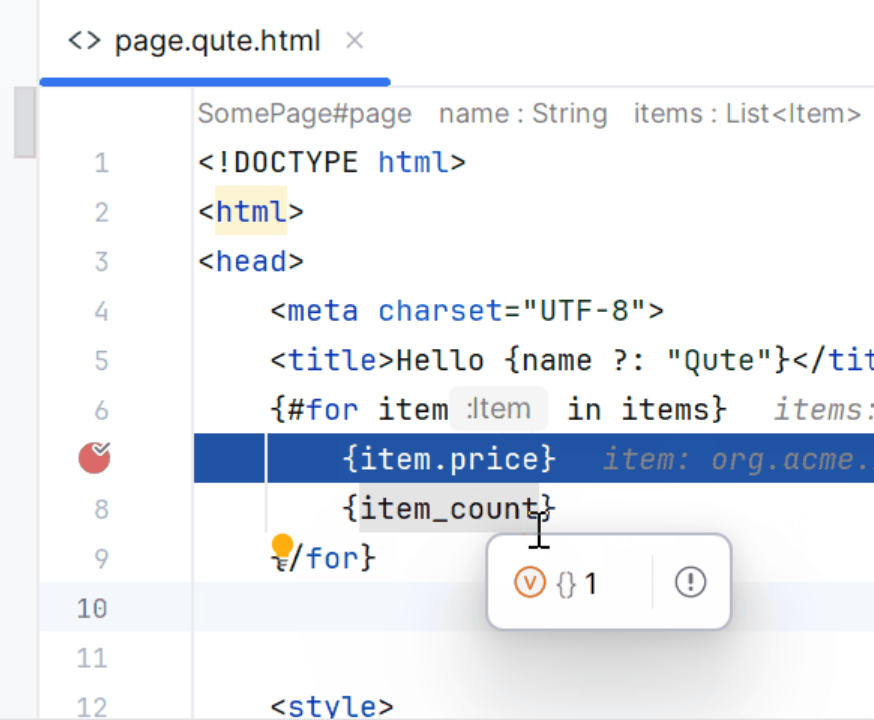 <> page.qute.html ×
SomePage#page name : String items : List<Item>
1 <!DOCTYPE html>
2 <html>
3 <head>
4 <meta charset="UTF-8">
5 <title>Hello {name ?: "Qute"}</tit
6 {#for item :Item in items} items:
{item.price} item: org.acme.
8 {item_count}
9 {/for}
V {} 1
10
11
12 <style>